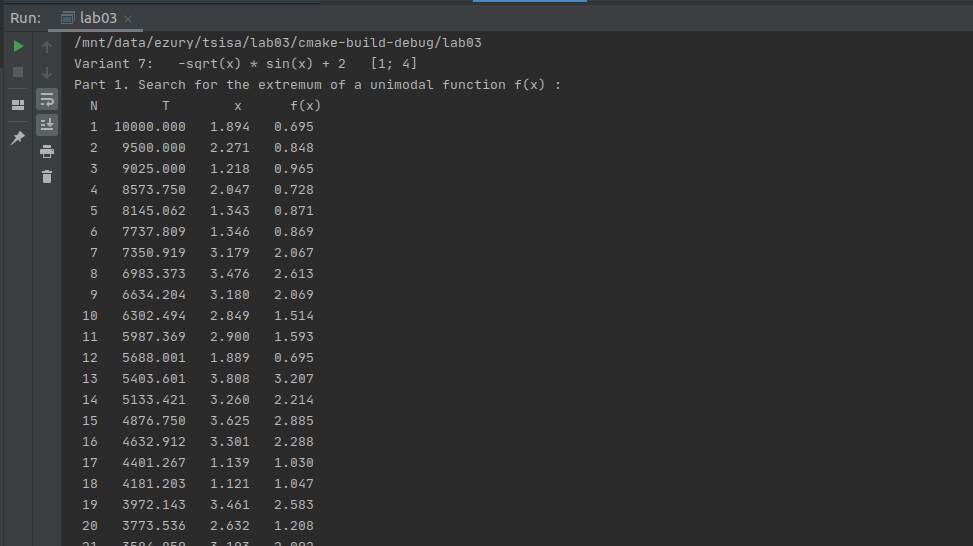 Run: lab03
/mnt/data/ezury/tsisa/lab03/cmake-build-debug/lab03
Variant 7:   -sqrt(x) * sin(x) + 2   [1; 4]
Part 1. Search for the extremum of a unimodal function f(x) :
N T x f(x)
1 10000.000 1.894 0.695
2 9500.000 2.271 0.848
3 9025.000 1.218 0.965
4 8573.750 2.047 0.728
5 8145.062 1.343 0.871
6 7737.809 1.346 0.869
7 7350.919 3.179 2.067
8 6983.373 3.476 2.613
9 6634.204 3.180 2.069
10 6302.494 2.849 1.514
11 5987.369 2.900 1.593
12 5688.001 1.889 0.695
13 5403.601 3.808 3.207
14 5133.421 3.260 2.214
15 4876.750 3.625 2.885
16 4632.912 3.301 2.288
17 4401.267 1.139 1.030
18 4181.203 1.121 1.047
19 3972.143 3.461 2.583
20 3773.536 2.632 1.208